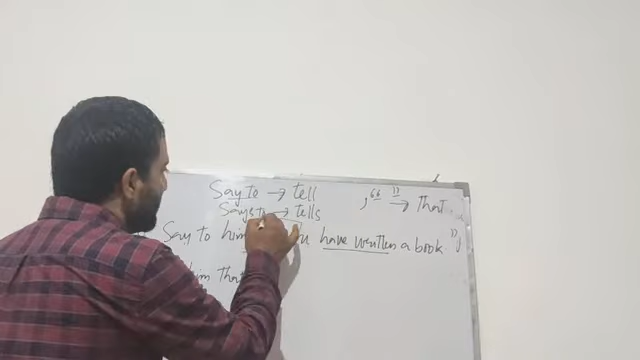 Say to → tell
Says to → tells
, “ ” → That
Say to him have written a book. ”
him that